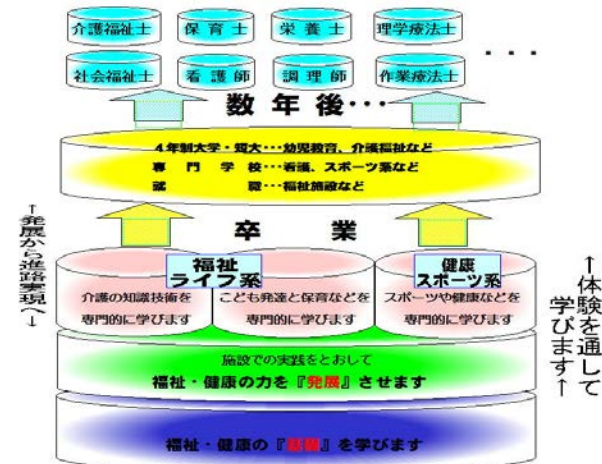 介護福祉士 保育士 栄養士 理学療法士
社会福祉士 看護師 調理師 作業療法士 ・・・
数年後・・・
4年制大学・短大・・・幼児教育、介護福祉など
専門学校・・・看護、スポーツ系など
就職・・・福祉施設など
卒業
↑発展から進路実現へ↓
福祉
ライフ系
健康
スポーツ系
介護の知識技術を
専門的に学びます
こども発達と保育などを
専門的に学びます
スポーツや健康などを
専門的に学びます
↑体験を通して
学びます↑
施設での実践をとおして
福祉・健康の力を『発展』させます
福祉・健康の『基礎』を学びます